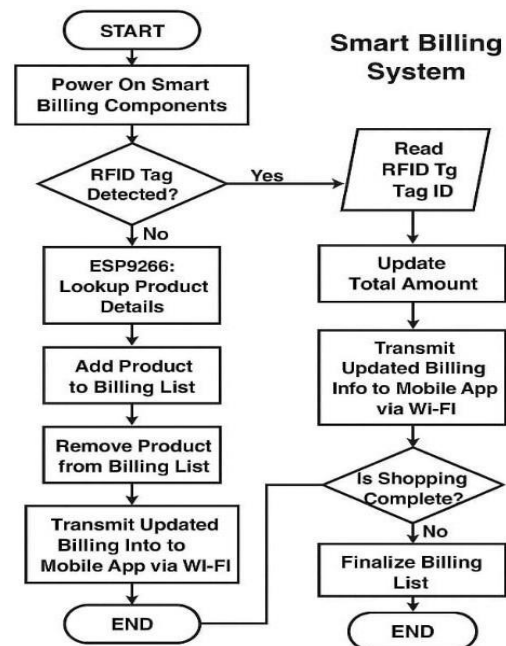 START
Smart Billing
System
Power On Smart
Billing Components
RFID Tag
Detected?
Yes
No
Read
RFID Tg
Tag ID
ESP9266:
Lookup Product
Details
Update
Total Amount
Add Product
to Billing List
Transmit
Updated Billing
Info to Mobile App
via Wi-FI
Remove Product
from Billing List
Is Shopping
Complete?
No
Transmit Updated
Billing Into to
Mobile App via WI-FI
Finalize Billing
List
END
END